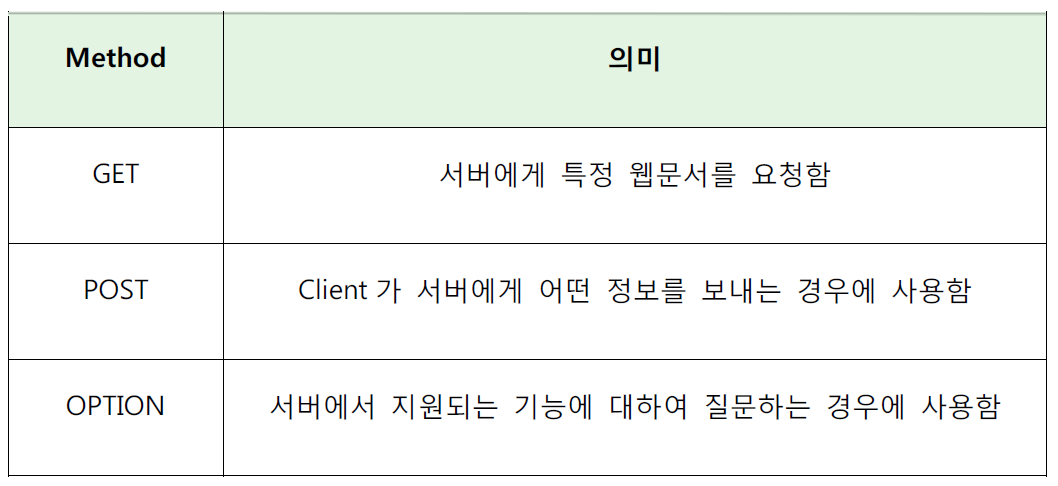 Method 의미
GET 서버에게 특정 웹문서를 요청함
POST Client 가 서버에게 어떤 정보를 보내는 경우에 사용함
OPTION 서버에서 지원되는 기능에 대하여 질문하는 경우에 사용함